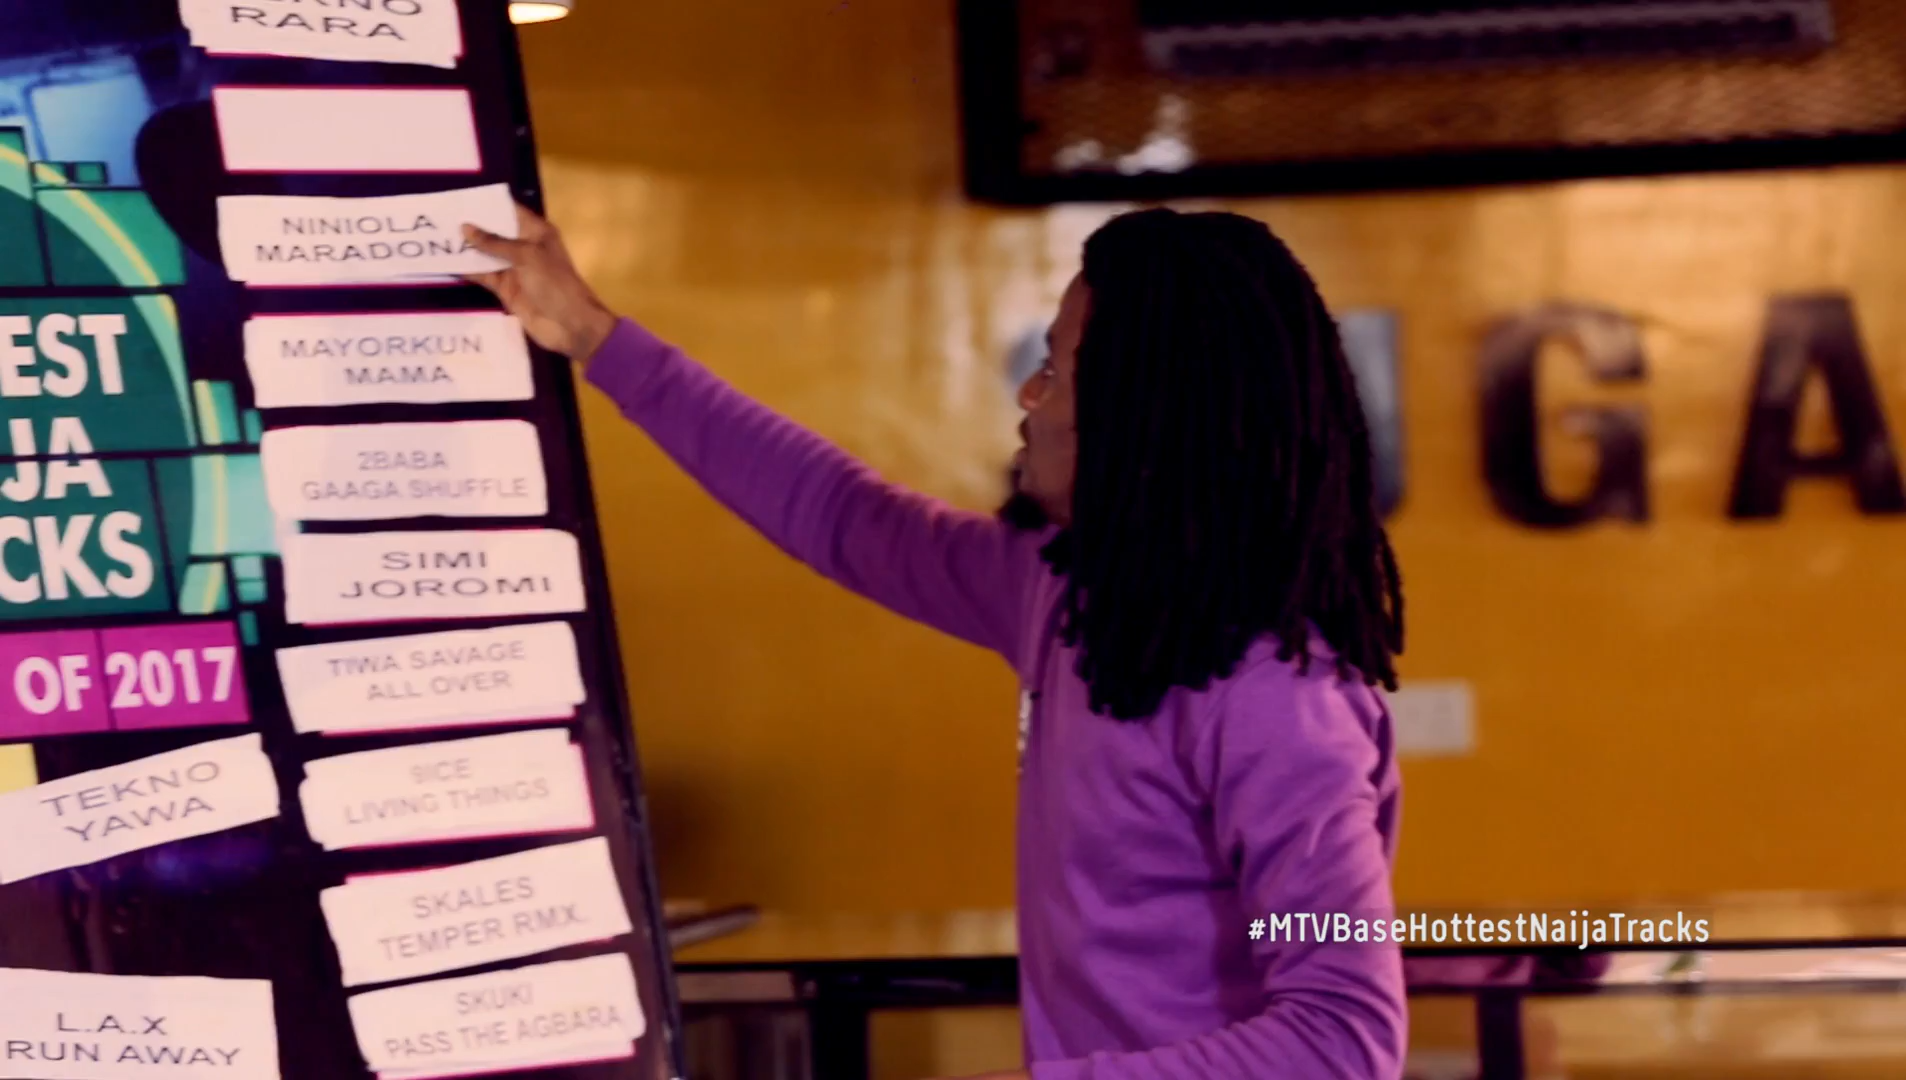 RARA
NINIOLA
MARADONA
MAYORKUN
MAMA
2BABA
GAAGA SHUFFLE
SIMI
JOROMI
TIWA SAVAGE
ALL OVER
9ICE
LIVING THINGS
SKALES
TEMPER RMX.
SKUKI
PASS THE AGBARA
EST
JA
CKS
OF 2017
TEKNO
YAWA
L.A.X
RUN AWAY
UGA
#MTVBaseHottestNaijaTracks